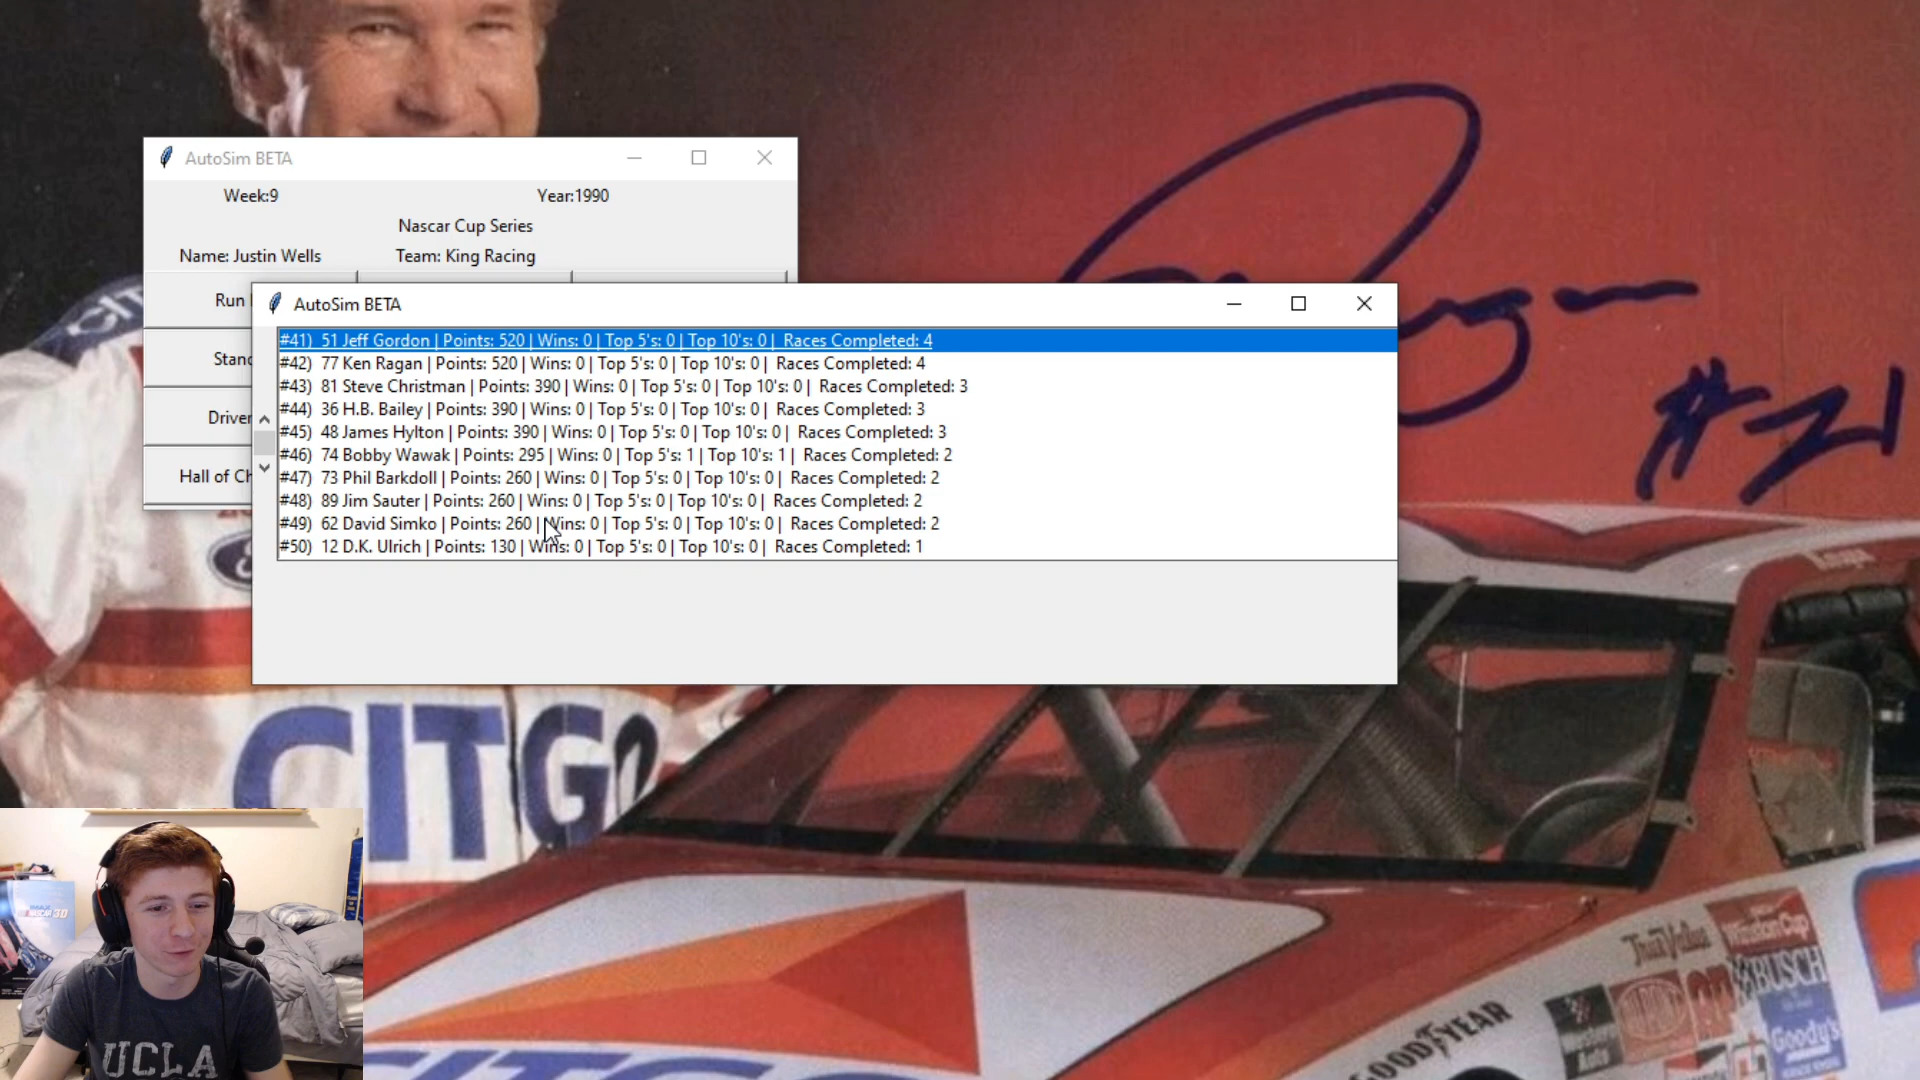 AutoSim BETA
Week:9
Year:1990
Nascar Cup Series
Name: Justin Wells
Team: King Racing
Run
Stand
Driver
Hall of Ch
AutoSim BETA
#41) 51 Jeff Gordon | Points: 520 | Wins: 0 | Top 5's: 0 | Top 10's: 0 | Races Completed: 4
#42) 77 Ken Ragan | Points: 520 | Wins: 0 | Top 5's: 0 | Top 10's: 0 | Races Completed: 4
#43) 81 Steve Christman | Points: 390 | Wins: 0 | Top 5's: 0 | Top 10's: 0 | Races Completed: 3
#44) 36 H.B. Bailey | Points: 390 | Wins: 0 | Top 5's: 0 | Top 10's: 0 | Races Completed: 3
#45) 48 James Hylton | Points: 390 | Wins: 0 | Top 5's: 0 | Top 10's: 0 | Races Completed: 3
#46) 74 Bobby Wawak | Points: 295 | Wins: 0 | Top 5's: 1 | Top 10's: 1 | Races Completed: 2
#47) 73 Phil Barkdoll | Points: 260 | Wins: 0 | Top 5's: 0 | Top 10's: 0 | Races Completed: 2
#48) 89 Jim Sauter | Points: 260 | Wins: 0 | Top 5's: 0 | Top 10's: 0 | Races Completed: 2
#49) 62 David Simko | Points: 260 | Wins: 0 | Top 5's: 0 | Top 10's: 0 | Races Completed: 2
#50) 12 D.K. Ulrich | Points: 130 | Wins: 0 | Top 5's: 0 | Top 10's: 0 | Races Completed: 1
#21
CITGO
UCLA
GOODYEAR
TrueValue
Winston Cup
BUSCH
DUPONT
Western Auto
Goody's
CITGO